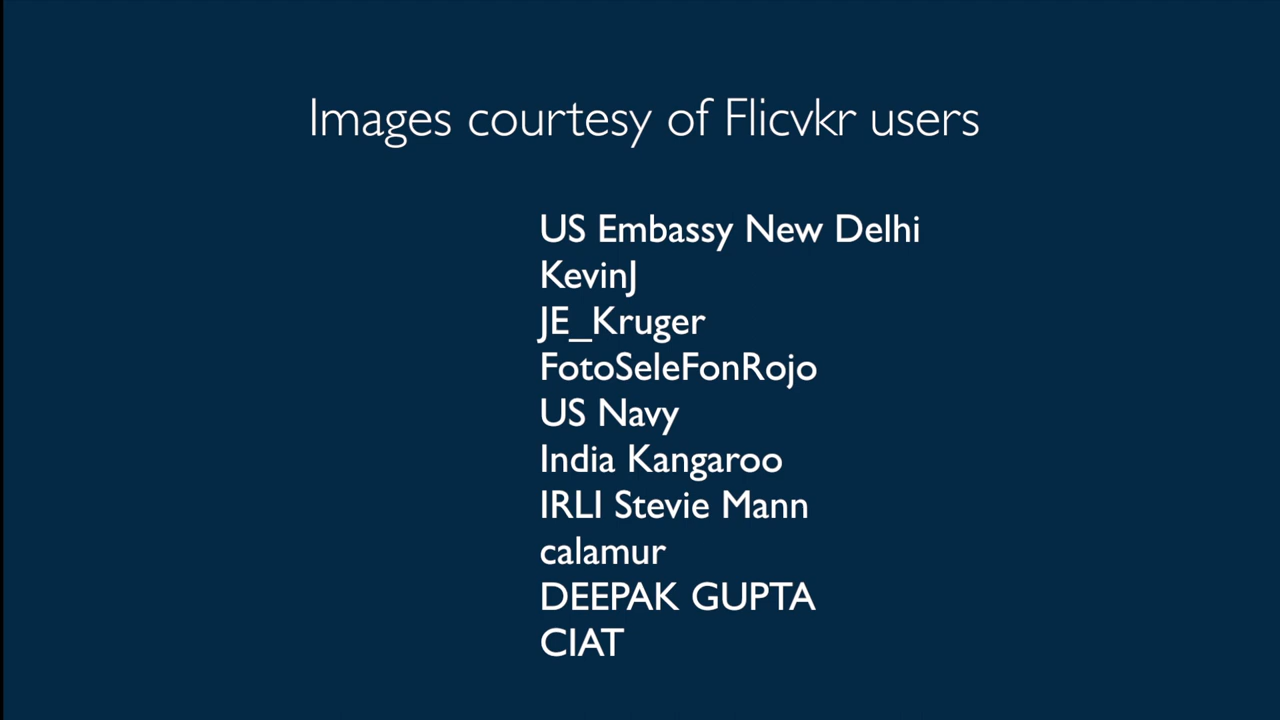 Images courtesy of Flicvkr users
US Embassy New Delhi
KevinJ
JE_Kruger
FotoSeleFonRojo
US Navy
India Kangaroo
IRLI Stevie Mann
calamur
DEEPAK GUPTA
CIAT